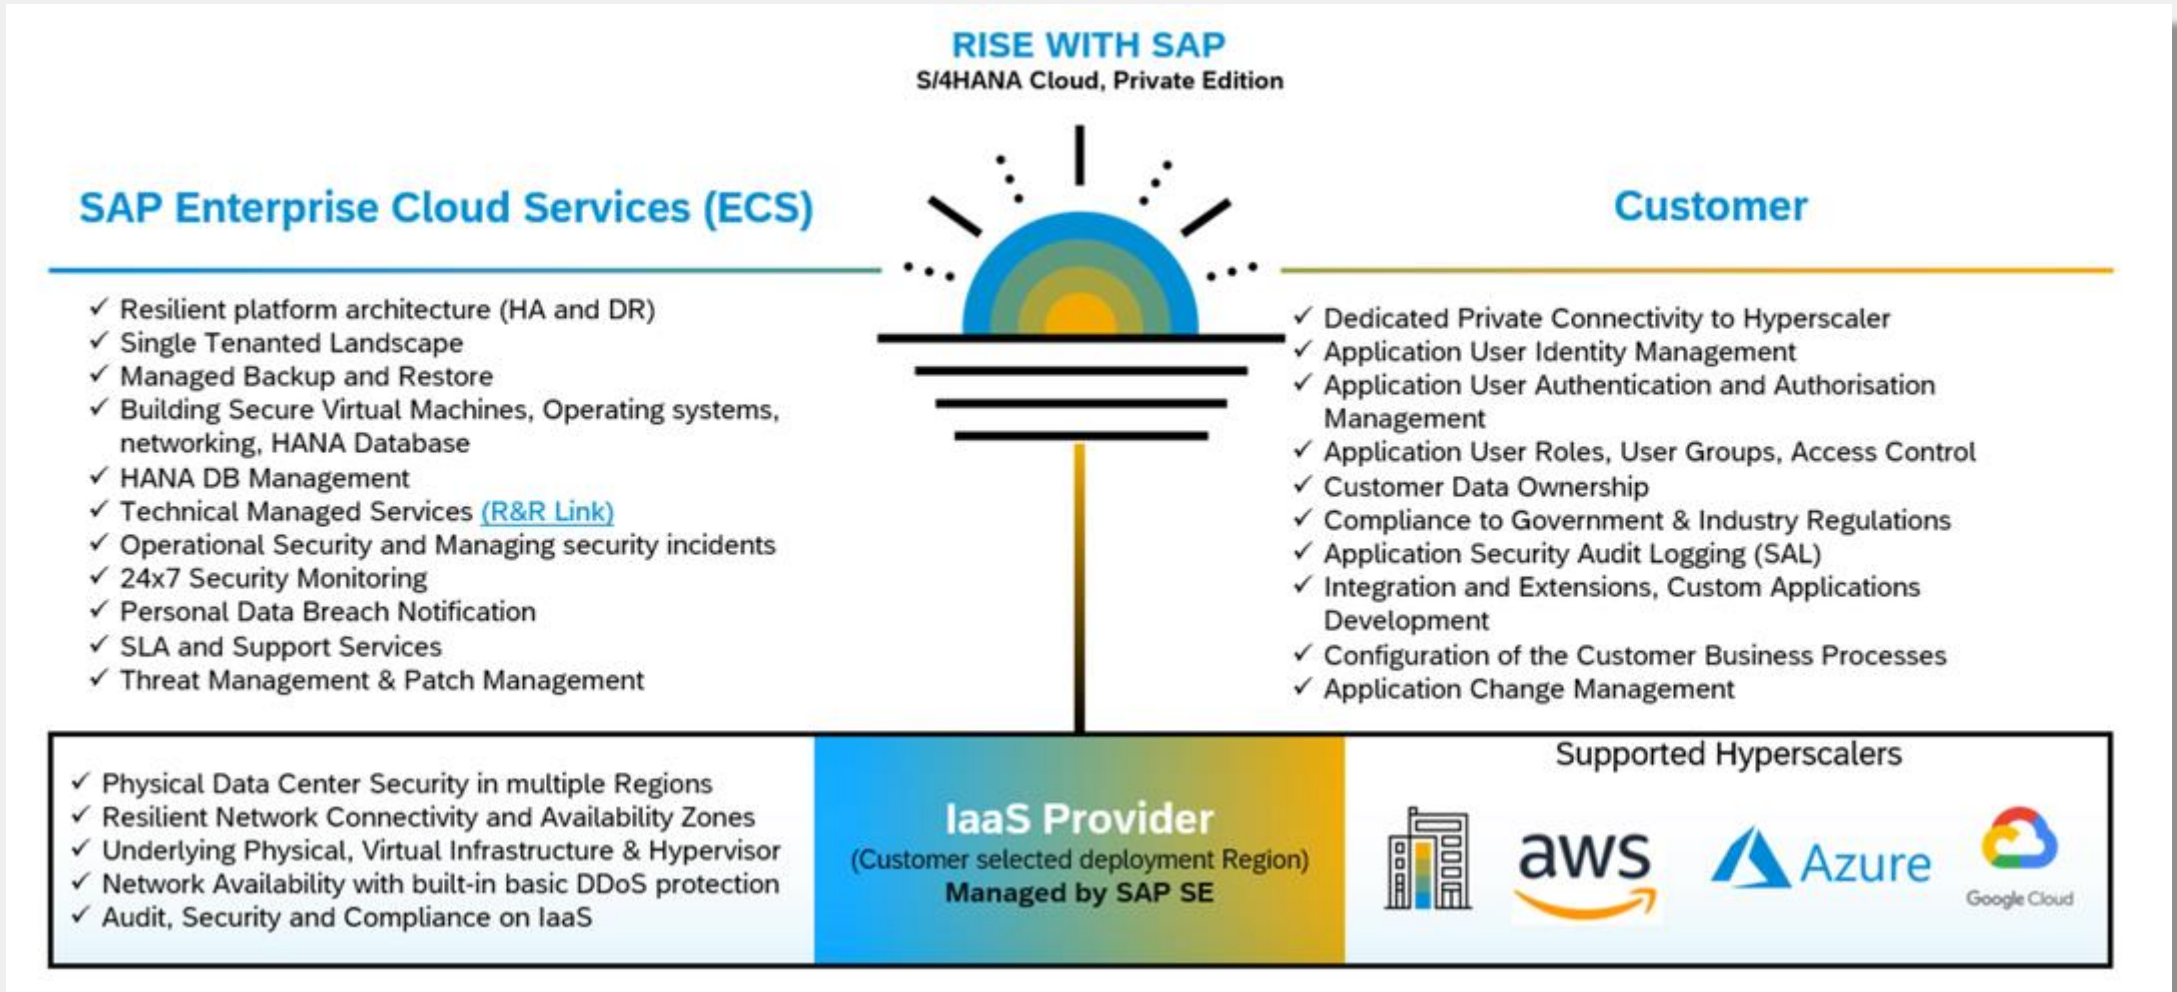 RISE WITH SAP
S/4HANA Cloud, Private Edition
SAP Enterprise Cloud Services (ECS)
✓ Resilient platform architecture (HA and DR)
✓ Single Tenanted Landscape
✓ Managed Backup and Restore
✓ Building Secure Virtual Machines, Operating systems,
networking, HANA Database
✓ HANA DB Management
✓ Technical Managed Services (R&R Link)
✓ Operational Security and Managing security incidents
✓ 24x7 Security Monitoring
✓ Personal Data Breach Notification
✓ SLA and Support Services
✓ Threat Management & Patch Management
Customer
✓ Dedicated Private Connectivity to Hyperscaler
✓ Application User Identity Management
✓ Application User Authentication and Authorisation
Management
✓ Application User Roles, User Groups, Access Control
✓ Customer Data Ownership
✓ Compliance to Government & Industry Regulations
✓ Application Security Audit Logging (SAL)
✓ Integration and Extensions, Custom Applications
Development
✓ Configuration of the Customer Business Processes
✓ Application Change Management
✓ Physical Data Center Security in multiple Regions
✓ Resilient Network Connectivity and Availability Zones
✓ Underlying Physical, Virtual Infrastructure & Hypervisor
✓ Network Availability with built-in basic DDoS protection
✓ Audit, Security and Compliance on IaaS
IaaS Provider
(Customer selected deployment Region)
Managed by SAP SE
Supported Hyperscalers
aws
Azure
Google Cloud